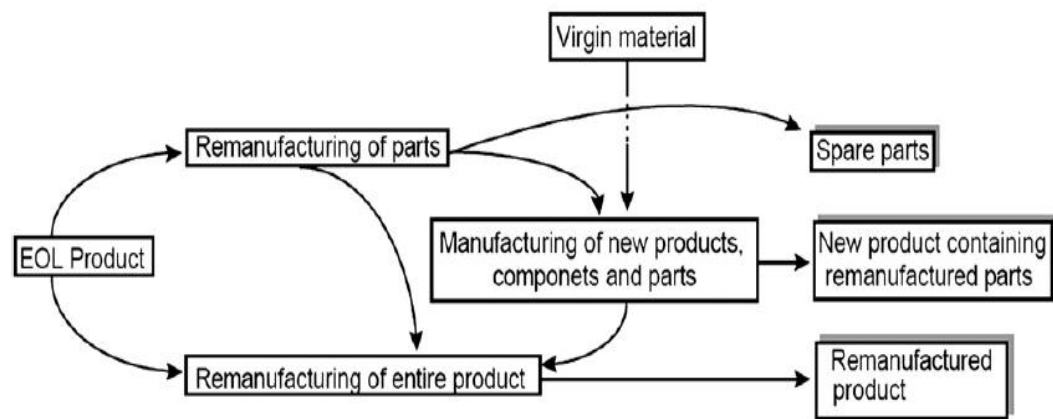 Virgin material
Remanufacturing of parts
Spare parts
EOL Product
Manufacturing of new products,
componets and parts
New product containing
remanufactured parts
Remanufacturing of entire product
Remanufactured
product